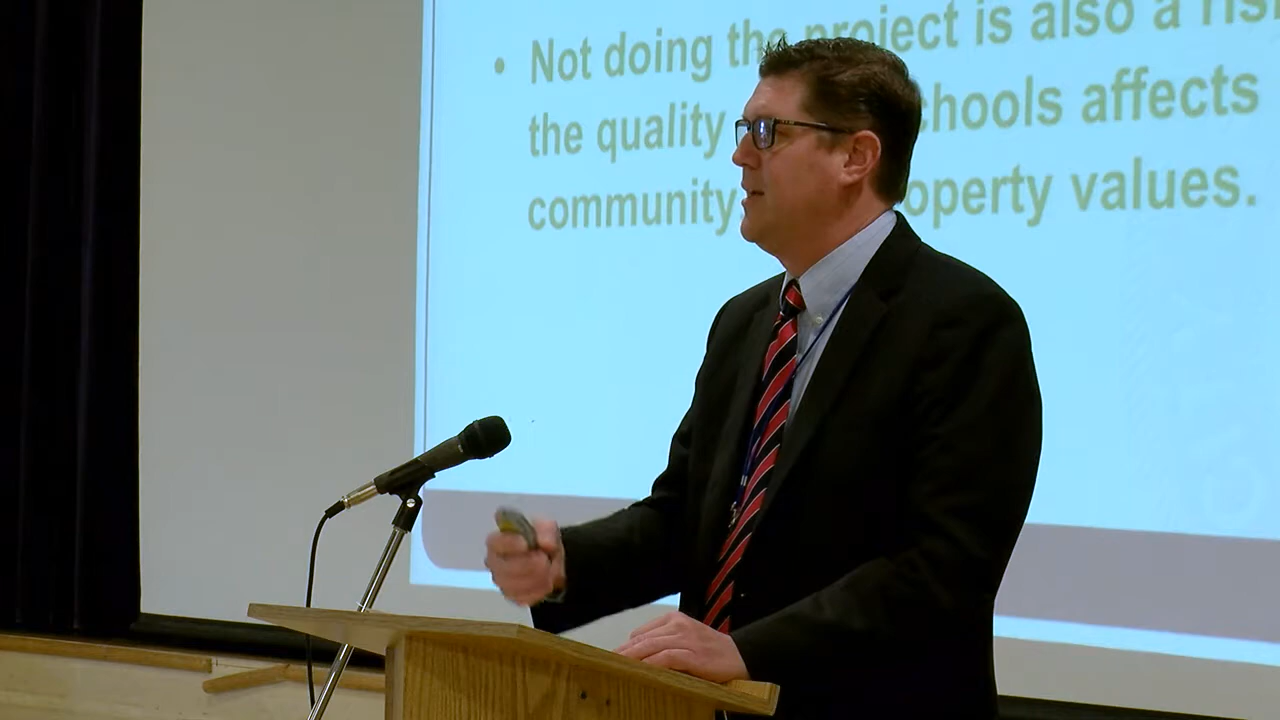 • Not doing the project is also a
the quality chools affects
community operty values.